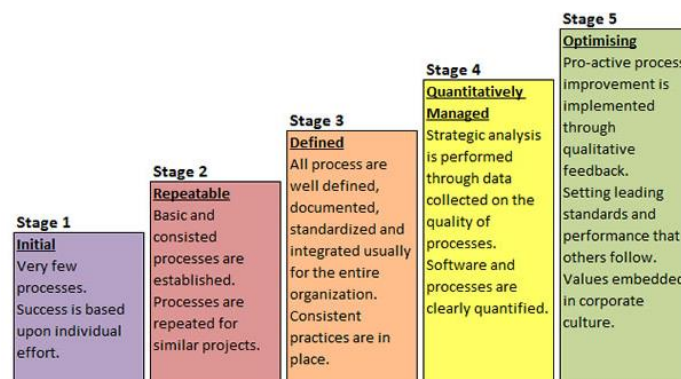 Stage 1
Initial
Very few
processes.
Success is based
upon individual
effort.
Stage 2
Repeatable
Basic and
consisted
processes are
established.
Processes are
repeated for
similar projects.
Stage 3
Defined
All process are
well defined,
documented,
standardized and
integrated usually
for the entire
organization.
Consistent
practices are in
place.
Stage 4
Quantitatively
Managed
Strategic analysis
is performed
through data
collected on the
quality of
processes.
Software and
processes are
clearly quantified.
Stage 5
Optimising
Pro-active process
improvement is
implemented
through
qualitative
feedback.
Setting leading
standards and
performance that
others follow.
Values embedded
in corporate
culture.